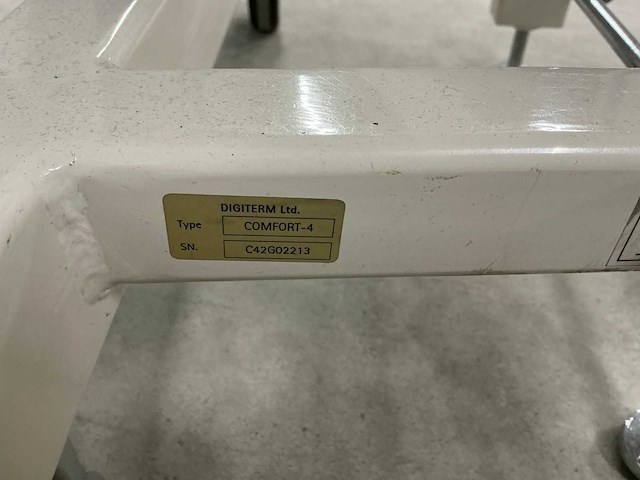 DIGITERM Ltd.
Type COMFORT-4
SN. C42G02213